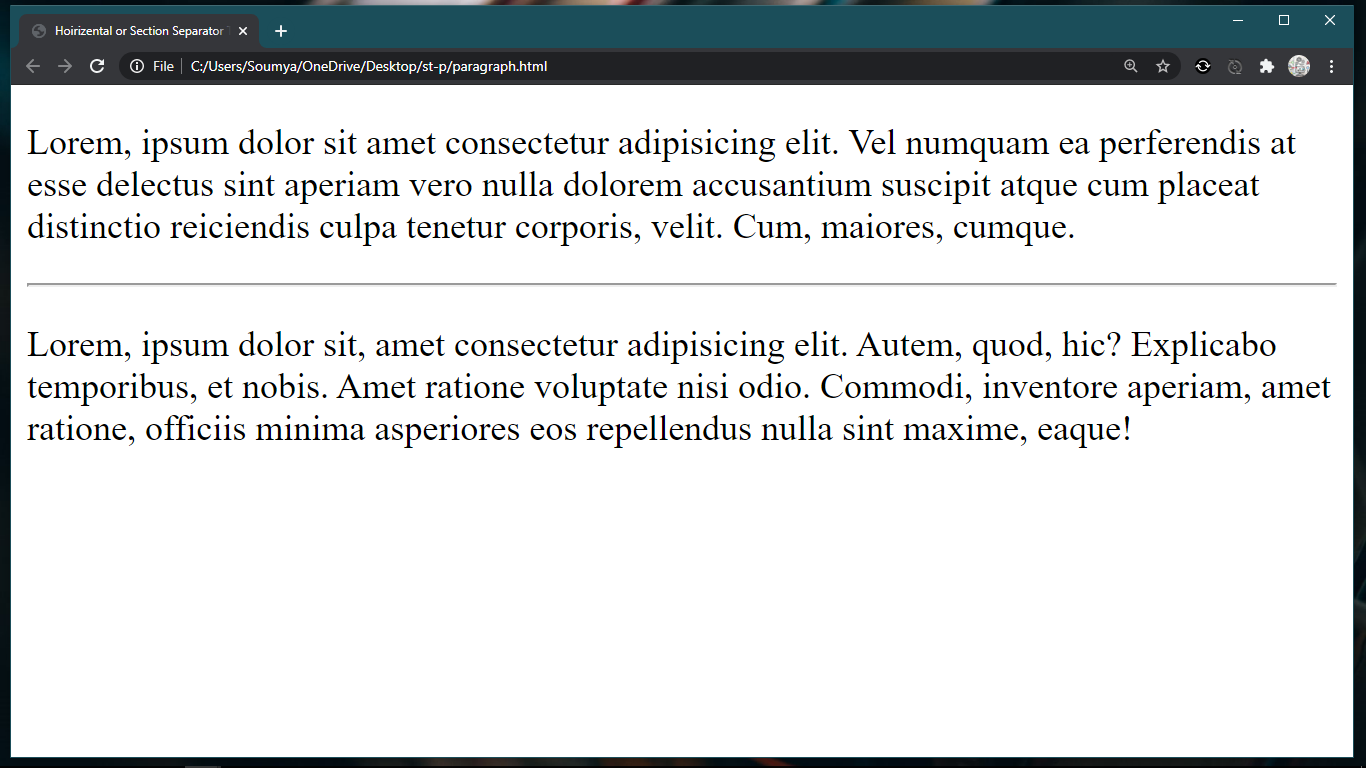 Hoirizental or Section Separator
File
C:/Users/Soumya/OneDrive/Desktop/st-p/paragraph.html
Lorem, ipsum dolor sit amet consectetur adipisicing elit. Vel numquam ea perferendis at
esse delectus sint aperiam vero nulla dolorem accusantium suscipit atque cum placeat
distinctio reiciendis culpa tenetur corporis, velit. Cum, maiores, cumque.
Lorem, ipsum dolor sit, amet consectetur adipisicing elit. Autem, quod, hic? Explicabo
temporibus, et nobis. Amet ratione voluptate nisi odio. Commodi, inventore aperiam, amet
ratione, officiis minima asperiores eos repellendus nulla sint maxime, eaque!